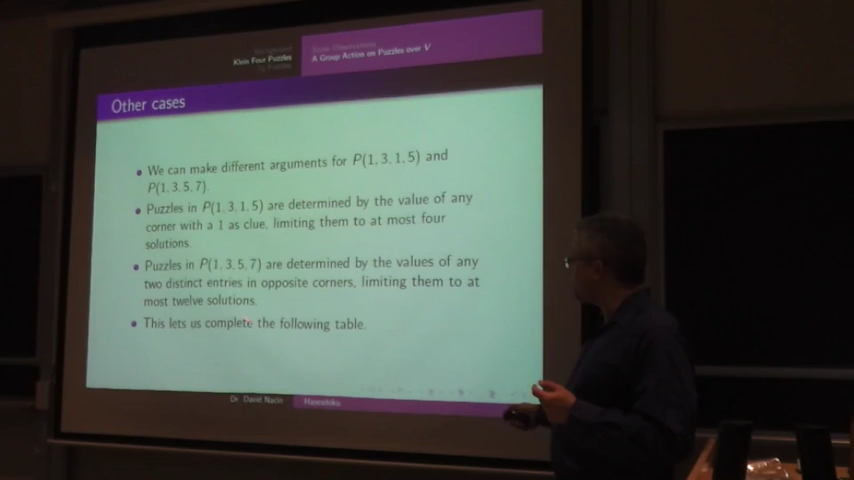 Klein Four Puzzles
A Group Action on Puzzles over V
Other cases
We can make different arguments for P(1, 3, 1, 5) and
P(1, 3, 5, 7).
Puzzles in P(1, 3, 1, 5) are determined by the value of any
corner with a 1 as clue, limiting them to at most four
solutions.
Puzzles in P(1, 3, 5, 7) are determined by the values of any
two distinct entries in opposite corners, limiting them to at
most twelve solutions.
This lets us complete the following table.
Dr. David Nacin